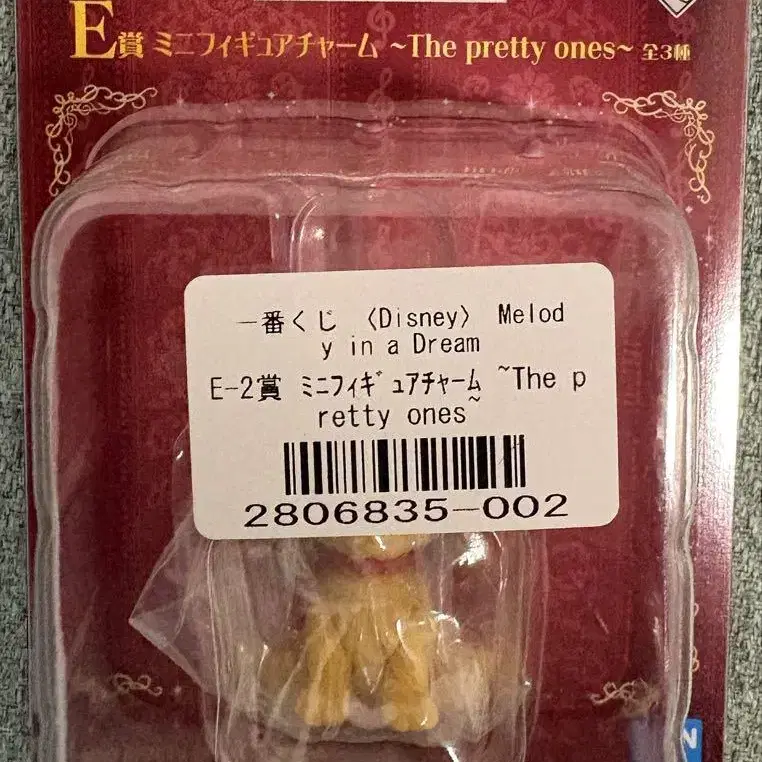 E賞 ミニフィギュアチャーム ~The pretty ones~ 全3種
一番くじ 〈Disney〉 Melod
y in a Dream
E-2賞 ﾐﾆﾌｨｷﾞｭｱﾁｬｰﾑ ~The p
retty ones~
2806835-002